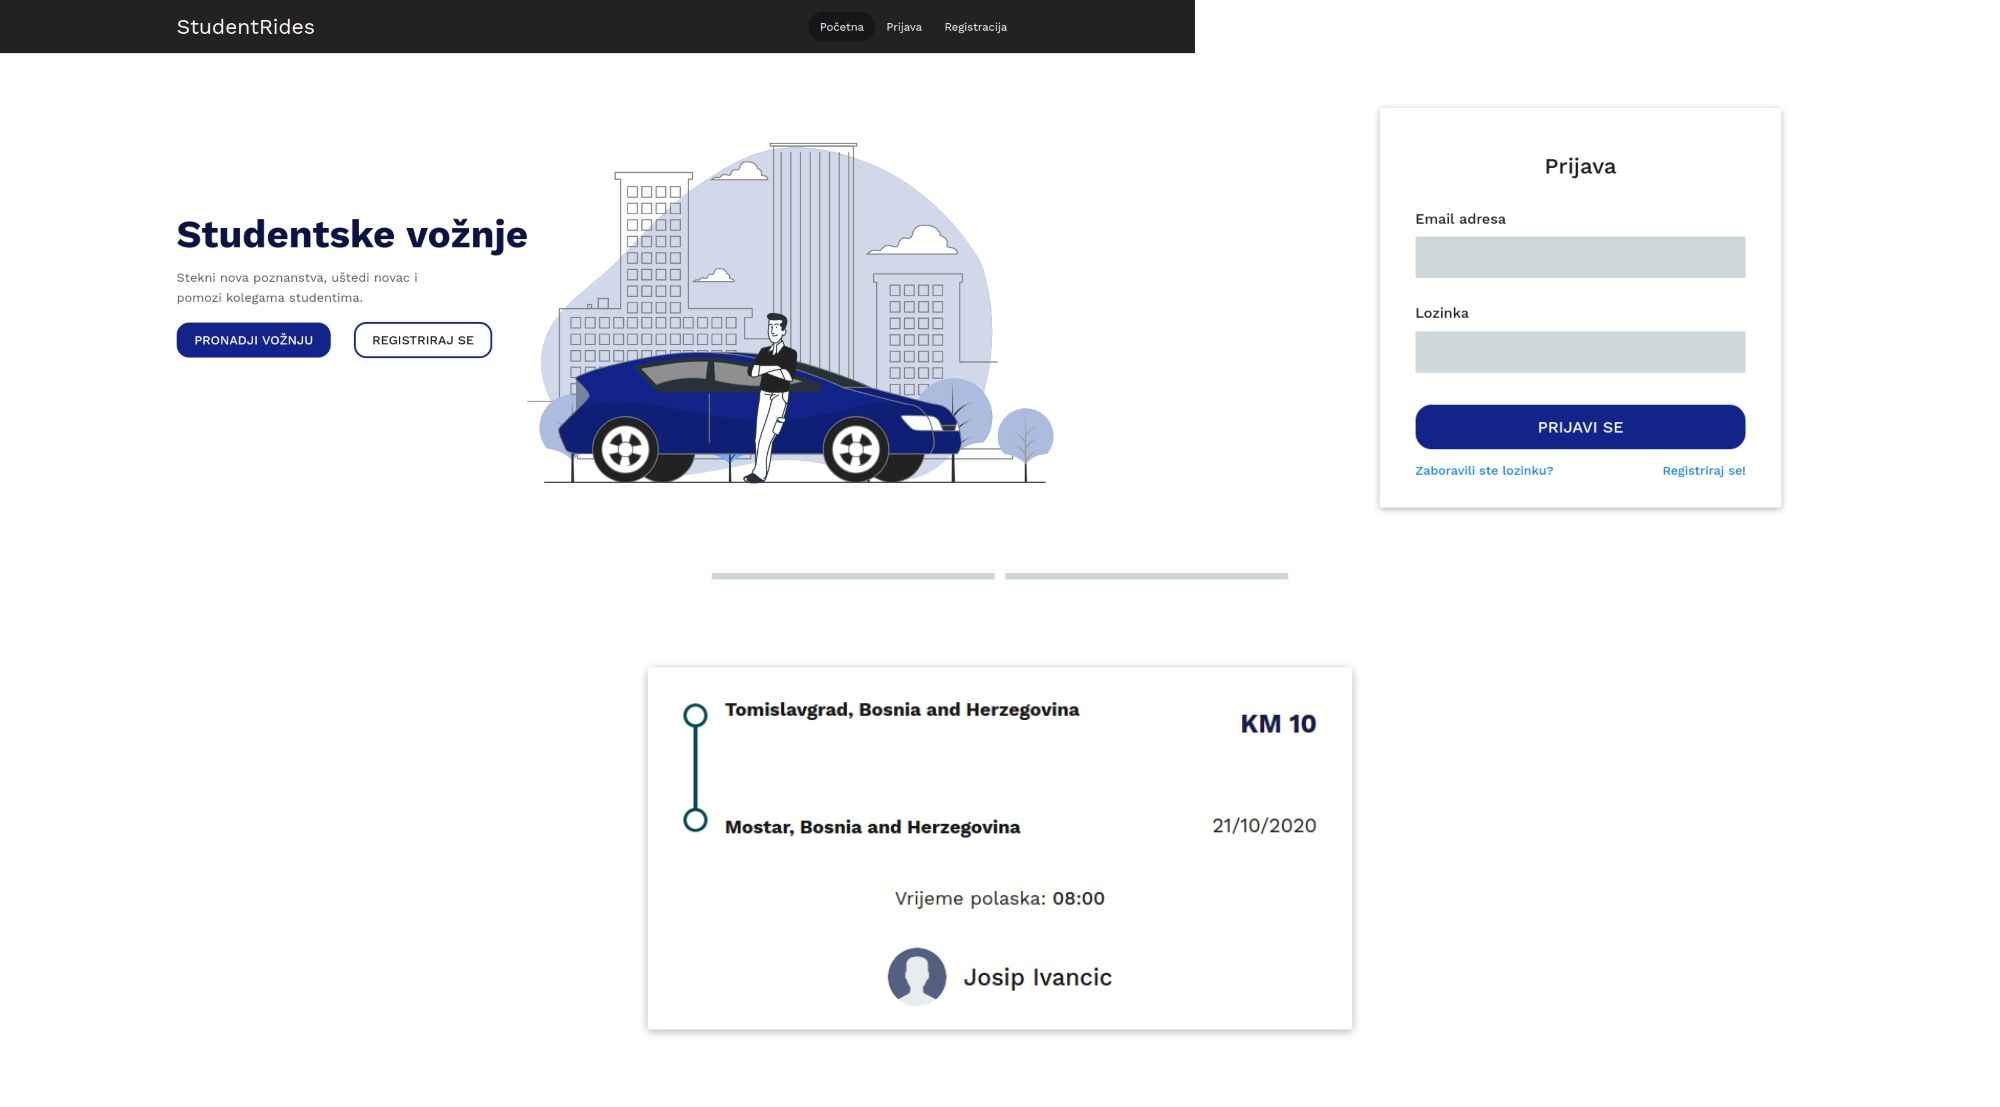 StudentRides
Početna
Prijava
Registracija
Studentske vožnje
Stekni nova poznanstva, uštedi novac i
pomozi kolegama studentima.
PRONADJI VOŽNJU
REGISTRIRAJ SE
Prijava
Email adresa
Lozinka
PRIJAVI SE
Zaboravili ste lozinku?
Registriraj se!
Tomislavgrad, Bosnia and Herzegovina
KM 10
Mostar, Bosnia and Herzegovina
21/10/2020
Vrijeme polaska: 08:00
Josip Ivancic